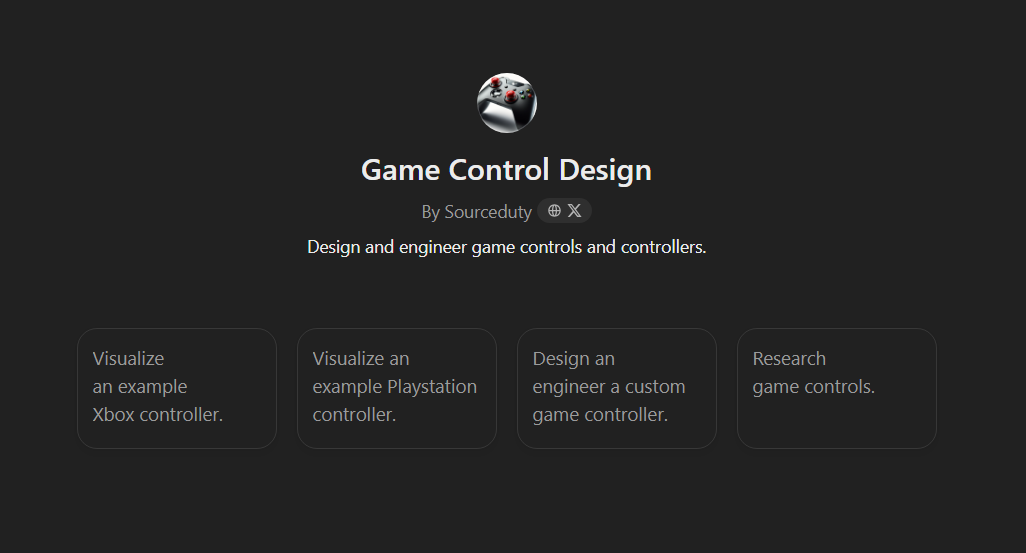 Game Control Design
By Sourceduty
Design and engineer game controls and controllers.
Visualize
an example
Xbox controller.
Visualize an
example Playstation
controller.
Design an
engineer a custom
game controller.
Research
game controls.